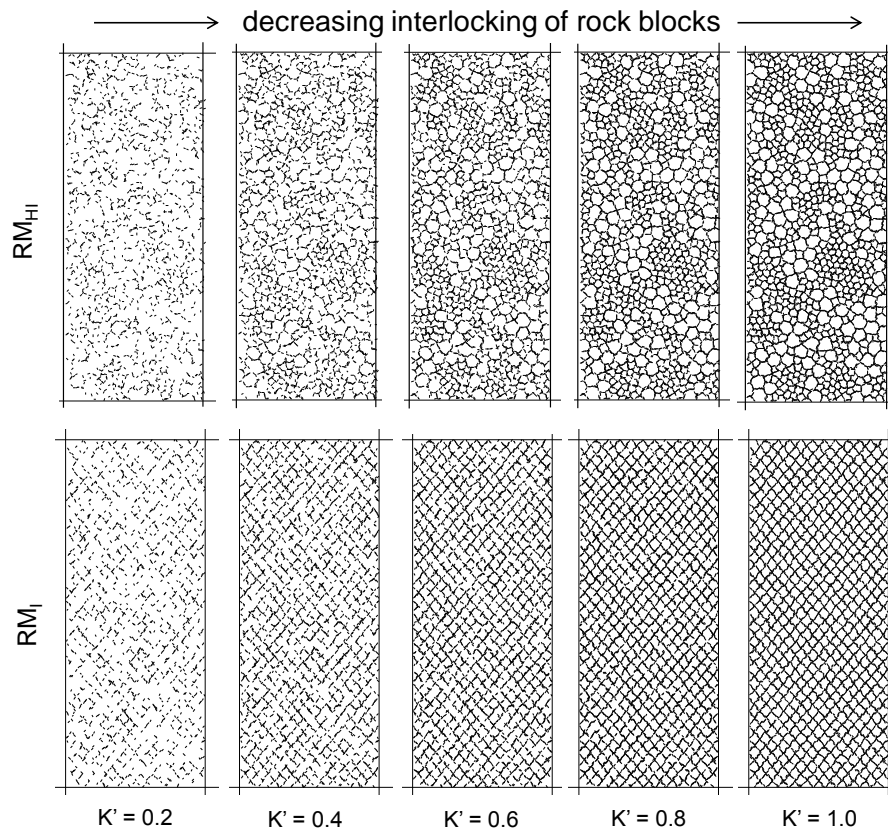 decreasing interlocking of rock blocks
RM_HI
RM_I
K' = 0.2
K' = 0.4
K' = 0.6
K' = 0.8
K' = 1.0